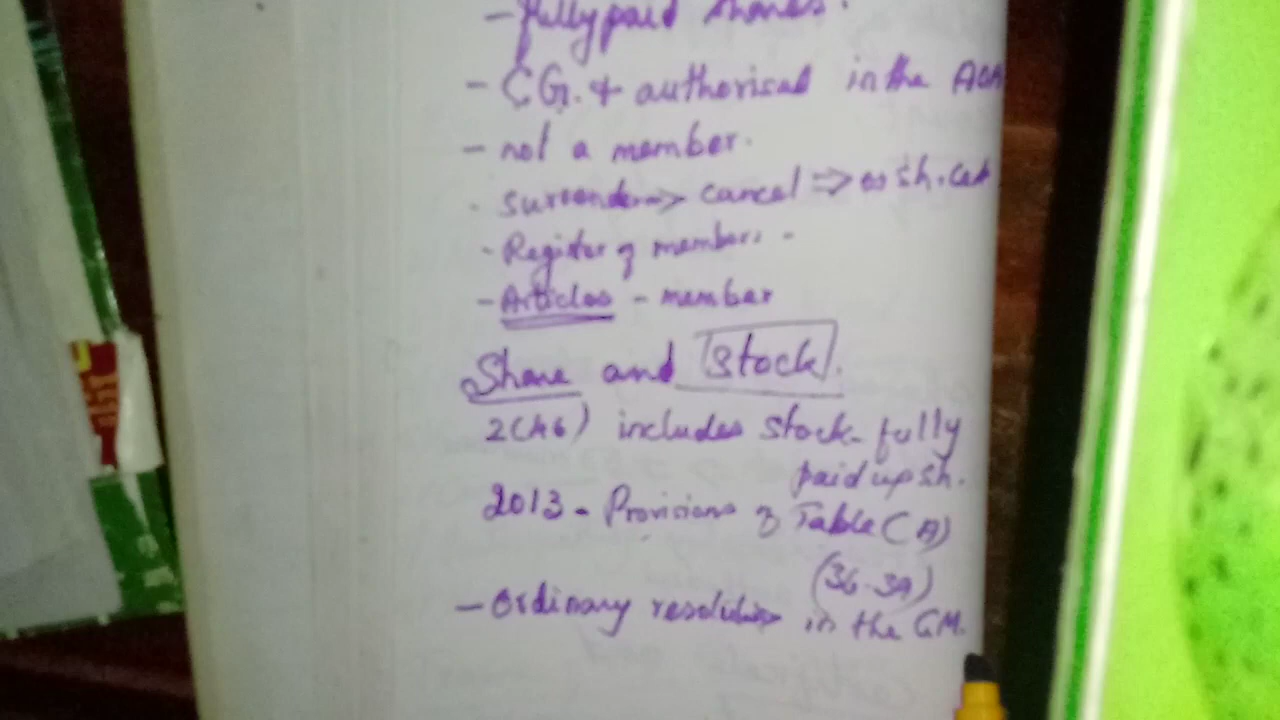 - fully paid shares.
- CG. & authorised in the AOA
- not a member.
. surrender => cancel => sh. cert
- Register of members -
- Articles - member
Share and stock.
2(46) includes stock - fully
paid up sh.
2013 - Provisions of Table (A)
(36-39)
- Ordinary resolution in the GM.